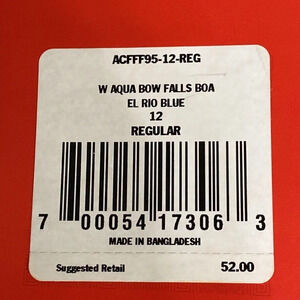 ACFFF95-12-REG
W AQUA BOW FALLS BOA
EL RIO BLUE
12
REGULAR
7 00054 17306 3
MADE IN BANGLADESH
Suggested Retail 52.00